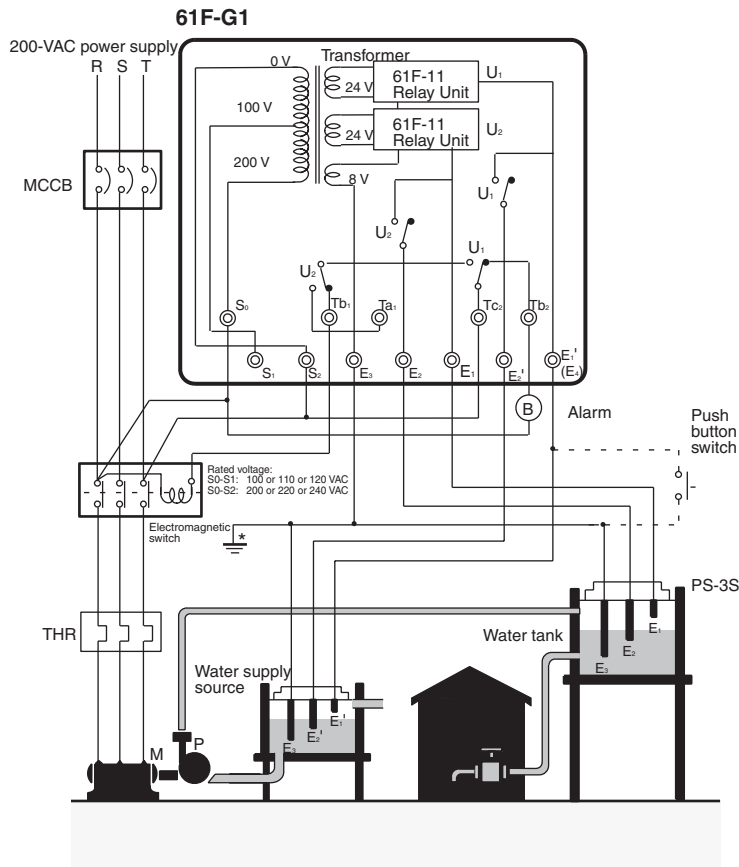 61F-G1
200-VAC power supply
R S T
MCCB
0 V
100 V
200 V
Transformer
24 V
24 V
8 V
61F-11
Relay Unit
U1
61F-11
Relay Unit
U2
U1
U2
U1
U2
S0
Tb1
Ta1
Tc2
Tb2
S1
S2
E3
E2
E1
E2'
E1'
(E4)
B
Alarm
Push
button
switch
Rated voltage:
S0-S1: 100 or 110 or 120 VAC
S0-S2: 200 or 220 or 240 VAC
Electromagnetic
switch
*
THR
M
P
Water supply
source
E3
E2'
E1'
Water tank
PS-3S
E1
E2
E3